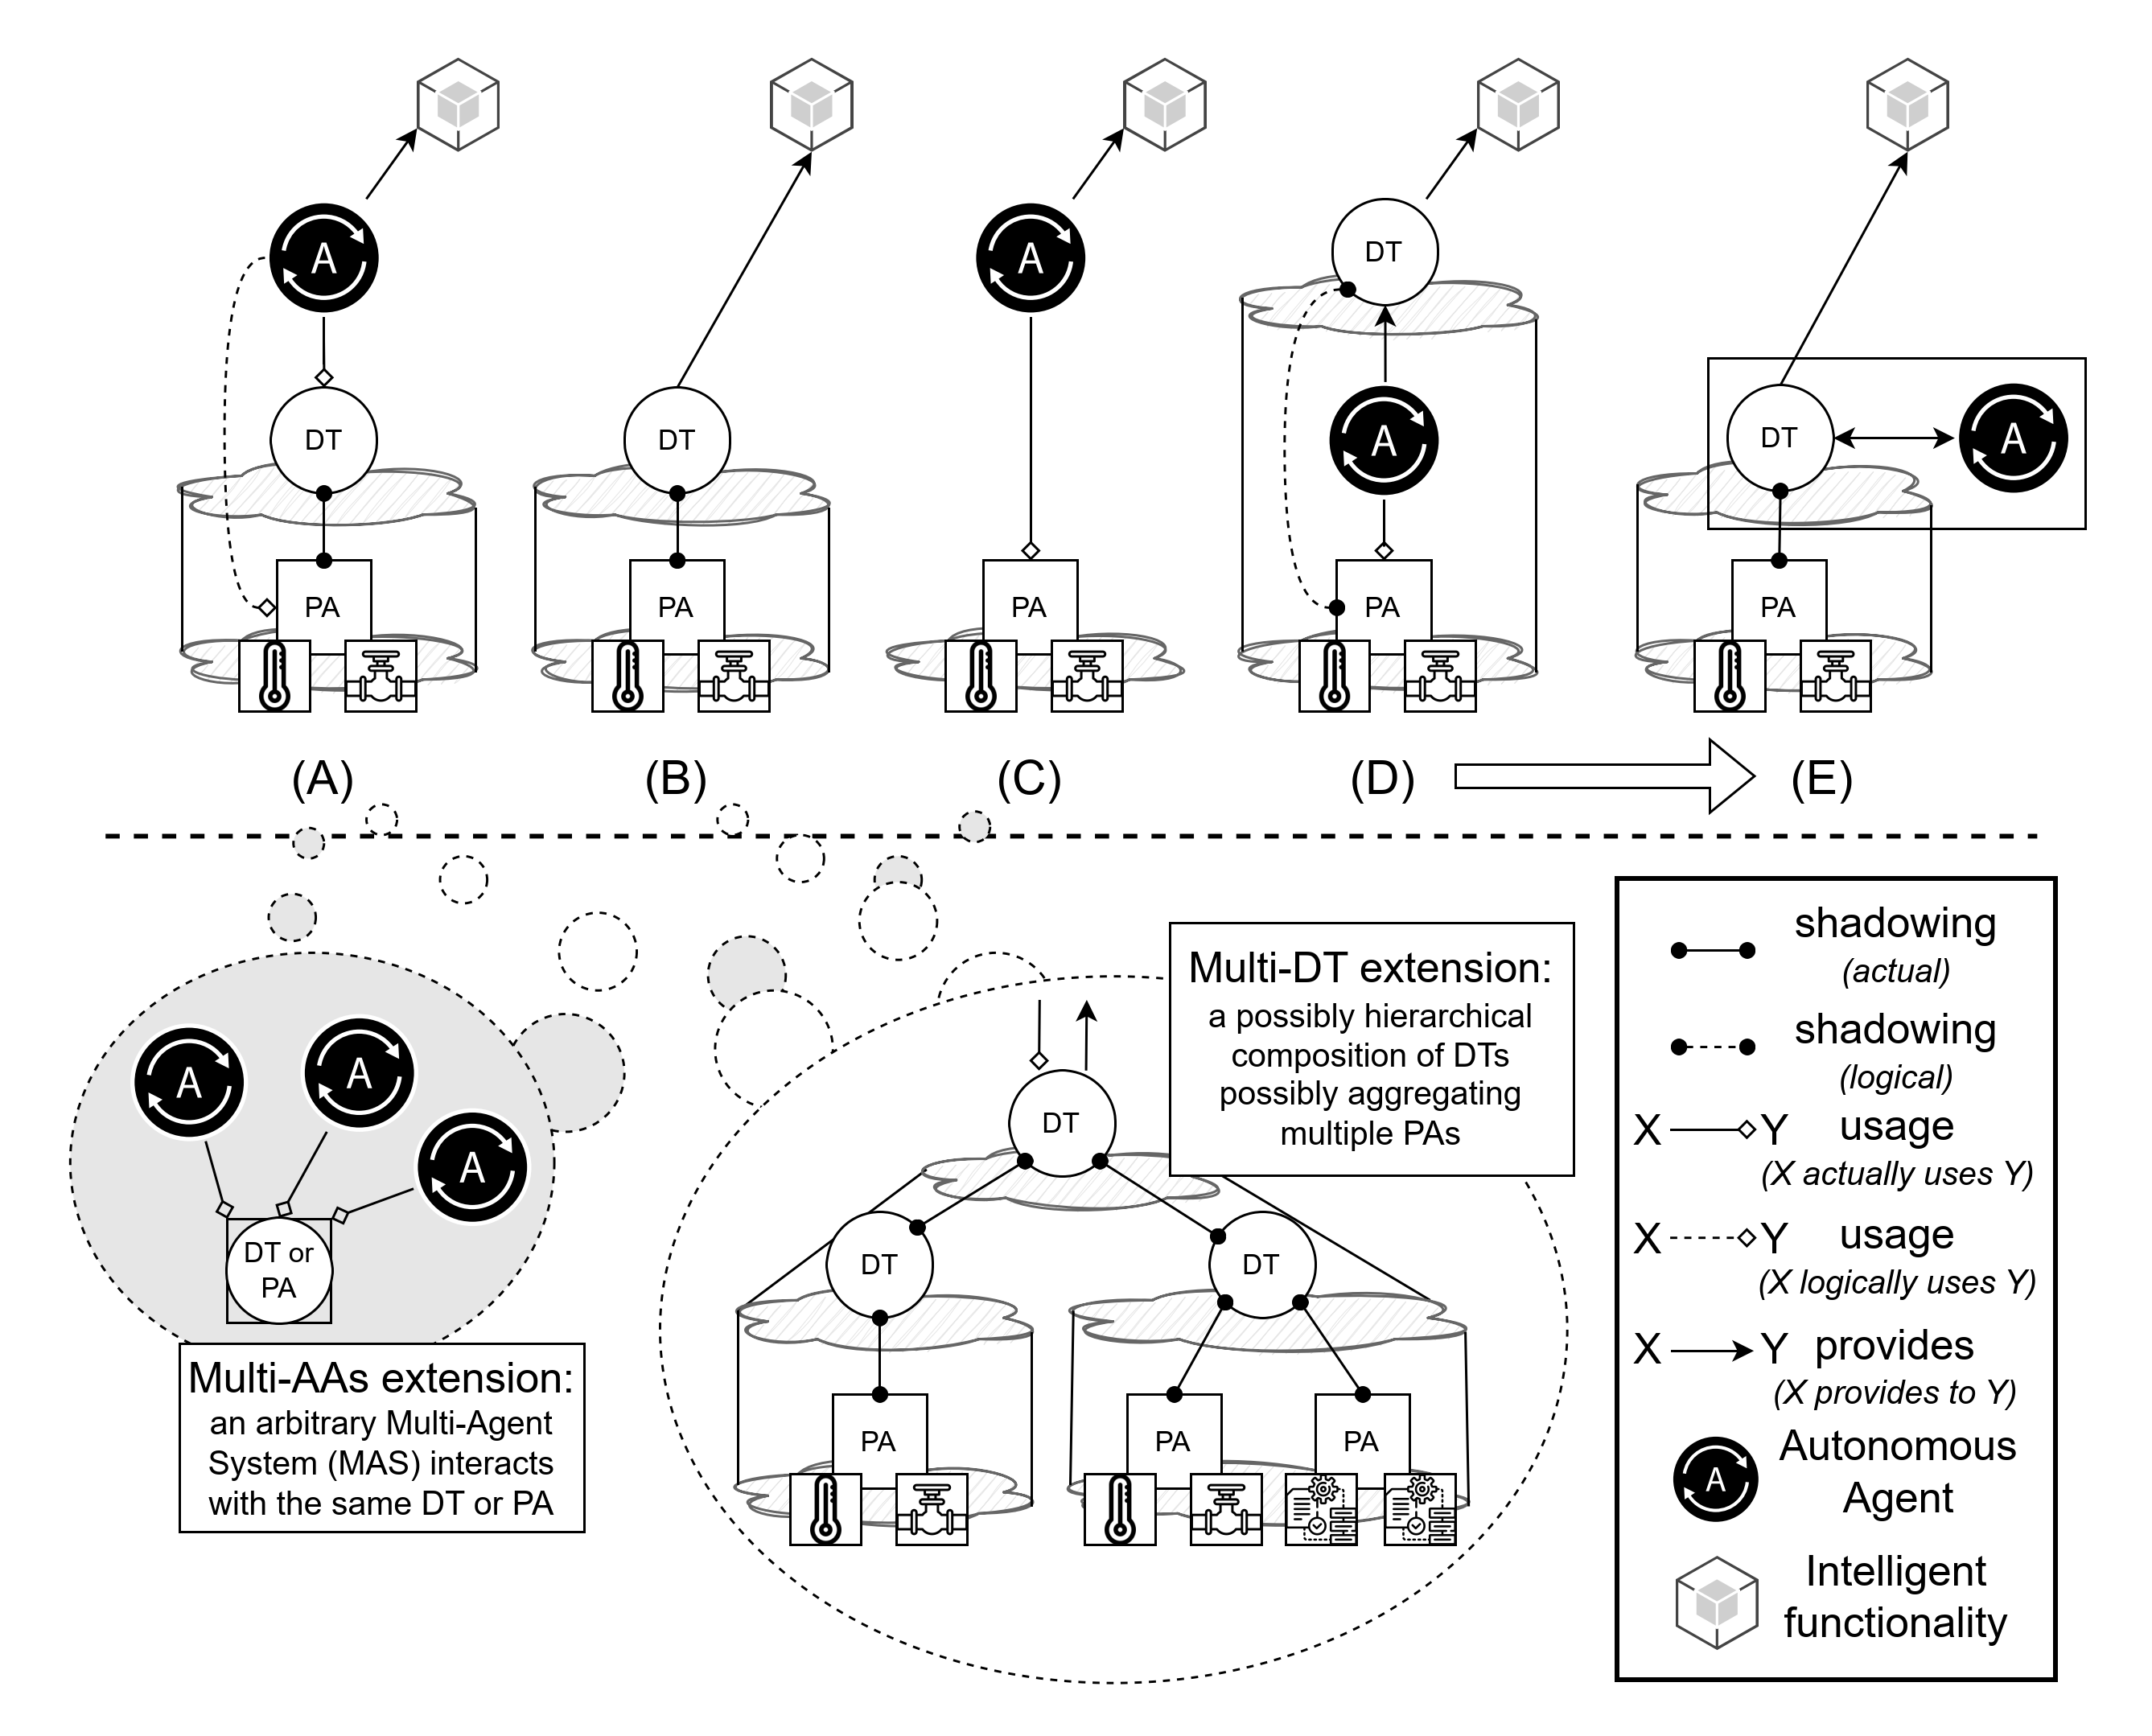 A
DT
PA
(A)
DT
PA
(B)
A
PA
(C)
DT
A
PA
(D)
DT
A
PA
(E)
A
A
A
DT or
PA
Multi-AAs extension:
an arbitrary Multi-Agent
System (MAS) interacts
with the same DT or PA
Multi-DT extension:
a possibly hierarchical
composition of DTs
possibly aggregating
multiple PAs
DT
DT
DT
PA
PA
PA
shadowing
(actual)
shadowing
(logical)
X Y usage
(X actually uses Y)
X Y usage
(X logically uses Y)
X Y provides
(X provides to Y)
A
Autonomous
Agent
Intelligent
functionality